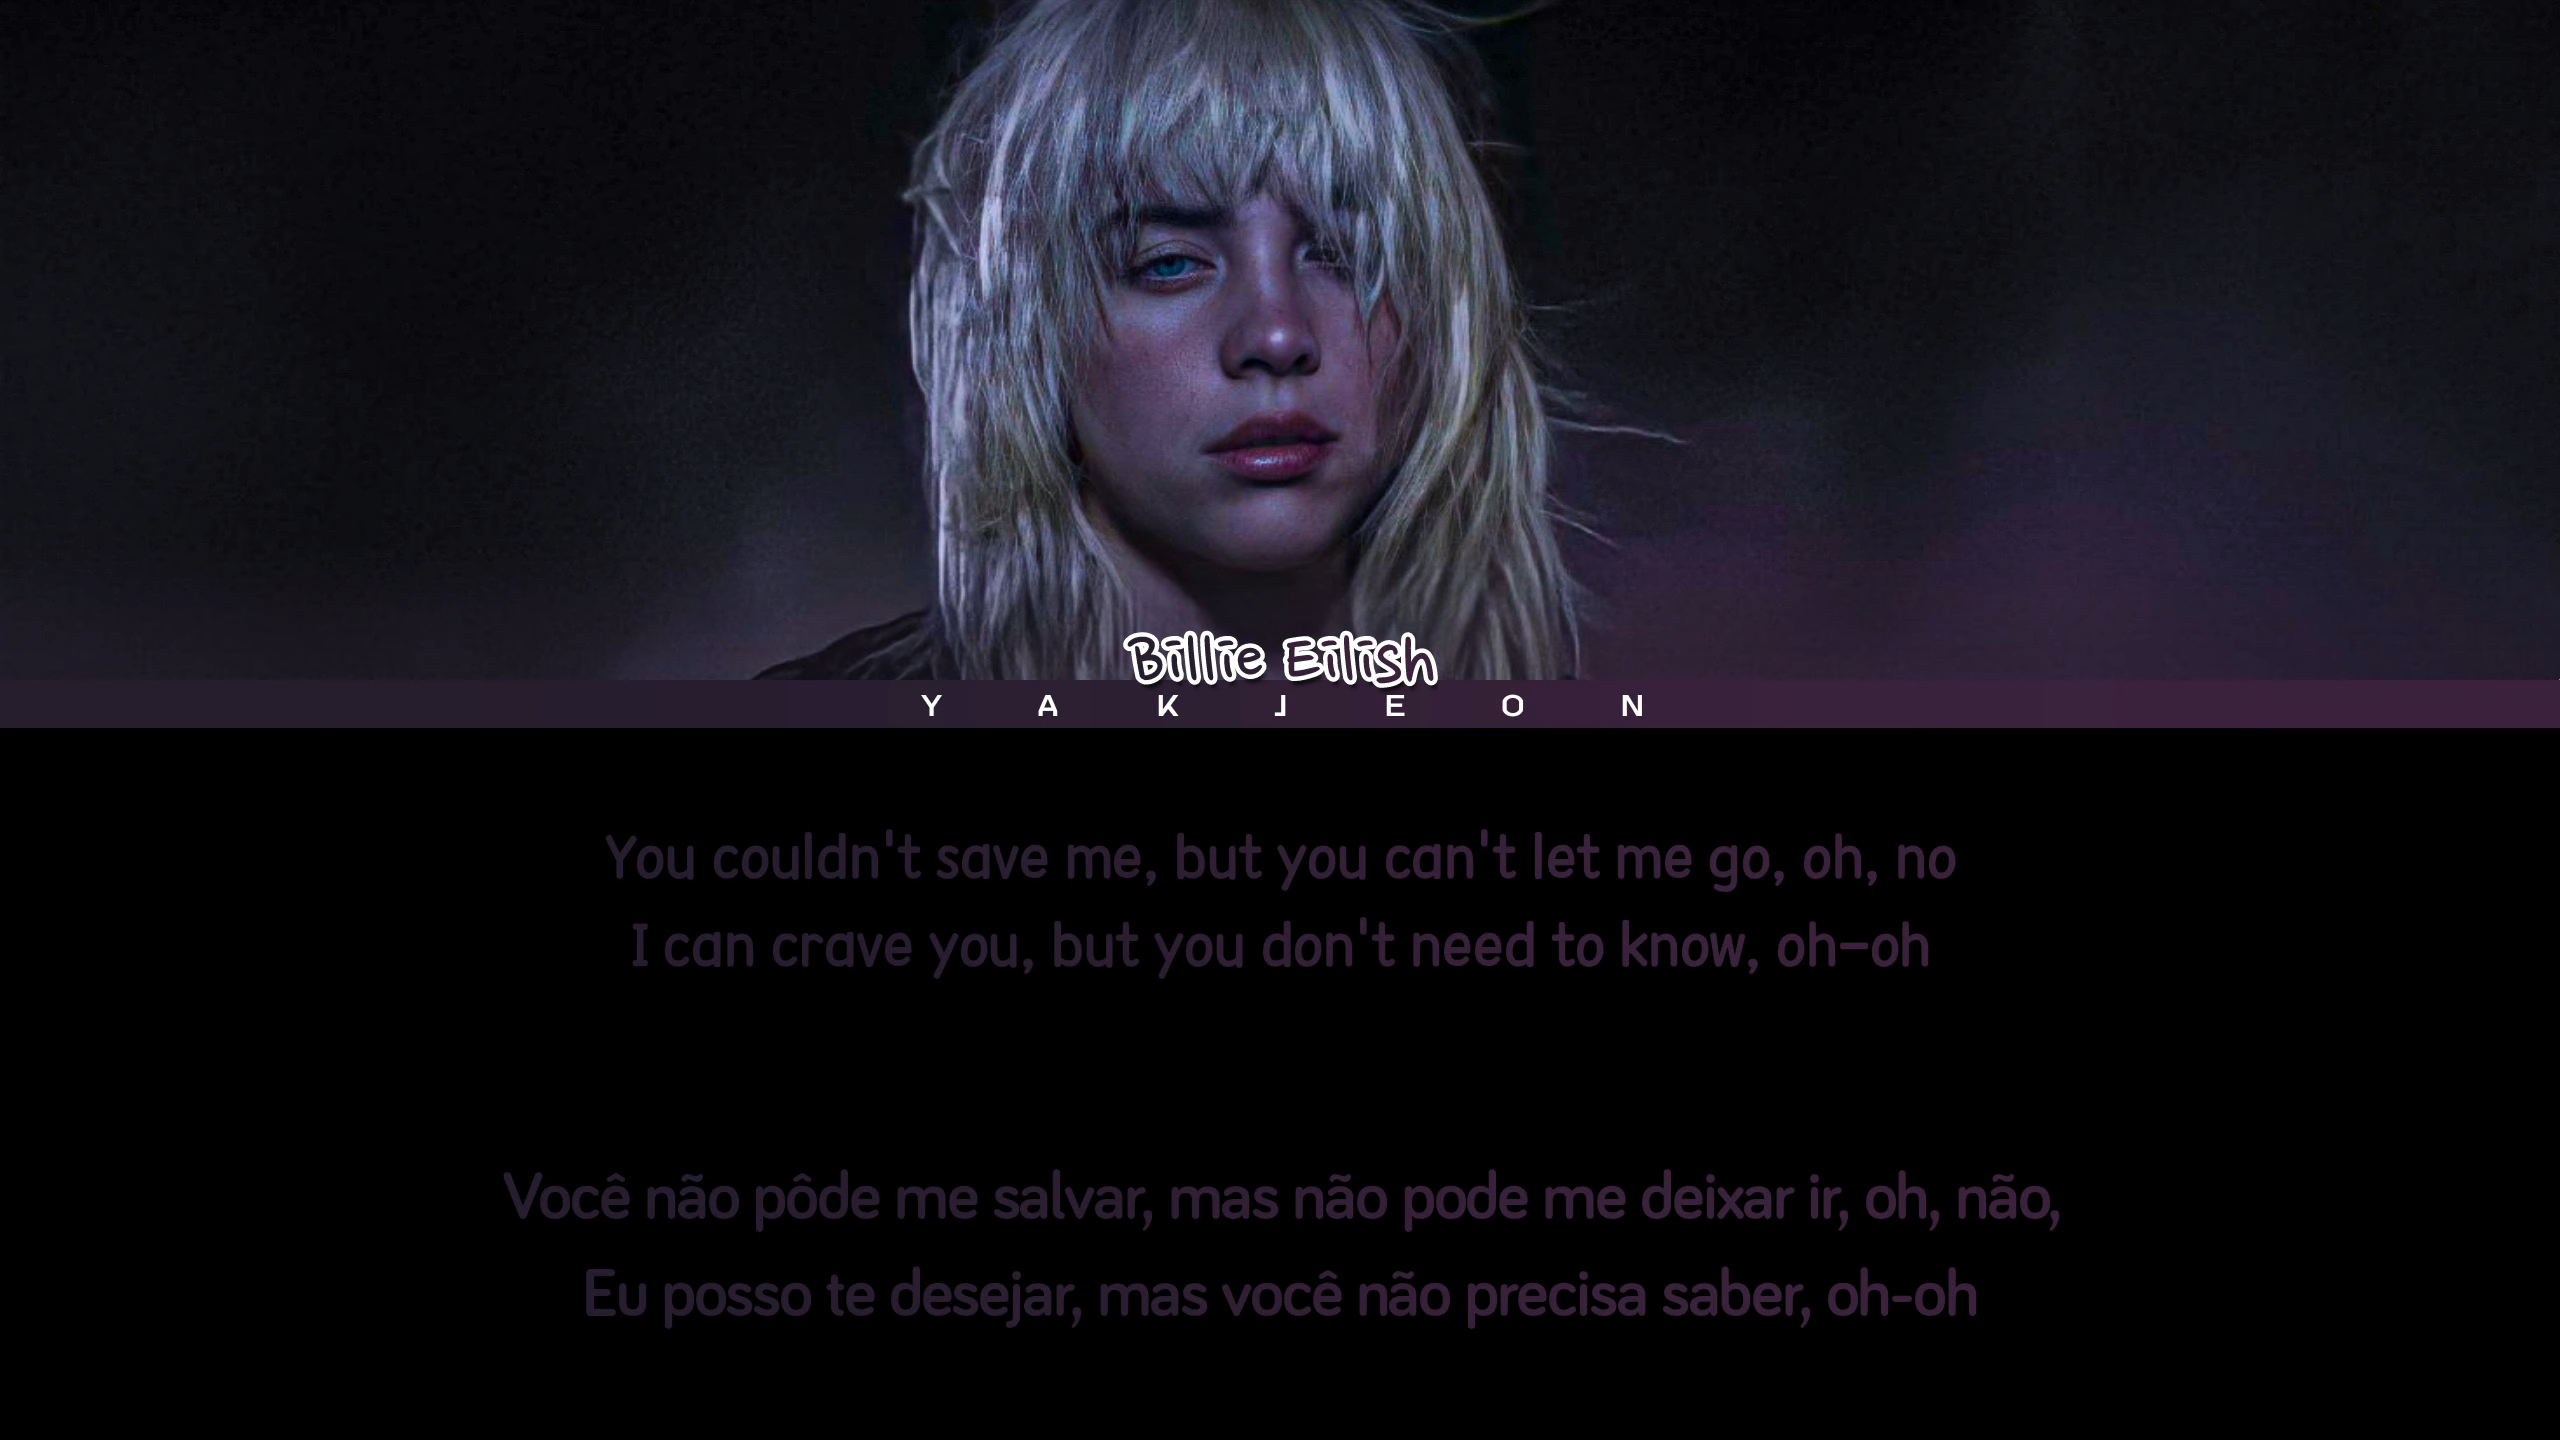 Billie Eilish
YAKJEON
You couldn't save me, but you can't let me go, oh, no
I can crave you, but you don't need to know, oh-oh
Você não pôde me salvar, mas não pode me deixar ir, oh, não,
Eu posso te desejar, mas você não precisa saber, oh-oh